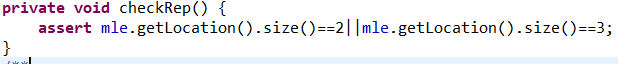 private void checkRep() {
    assert mle.getLocation().size()==2||mle.getLocation().size()==3;
}
/**